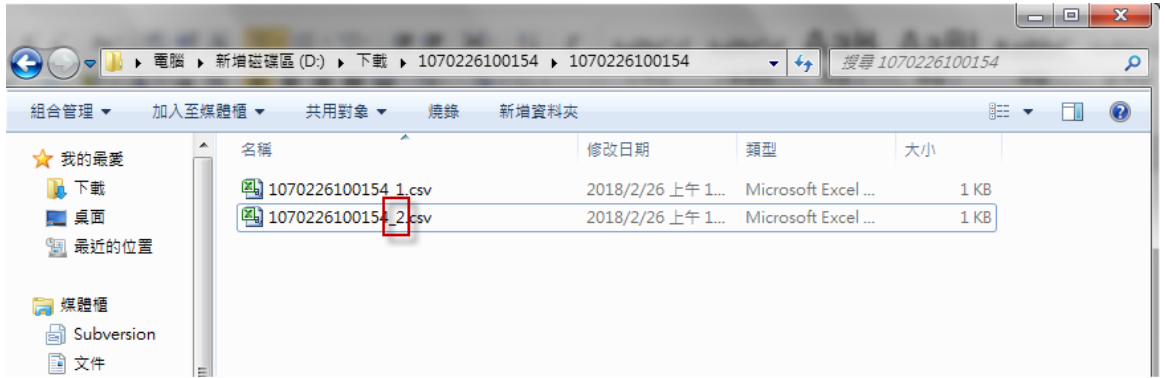 電腦 新增磁碟區 (D:) 下載 1070226100154 1070226100154 搜尋 1070226100154
組合管理 加入至媒體櫃 共用對象 燒錄 新增資料夾
我的最愛
下載
桌面
最近的位置
媒體櫃
Subversion
文件
名稱 修改日期 類型 大小
1070226100154_1.csv 2018/2/26 上午 1... Microsoft Excel ... 1 KB
1070226100154_2.csv 2018/2/26 上午 1... Microsoft Excel ... 1 KB